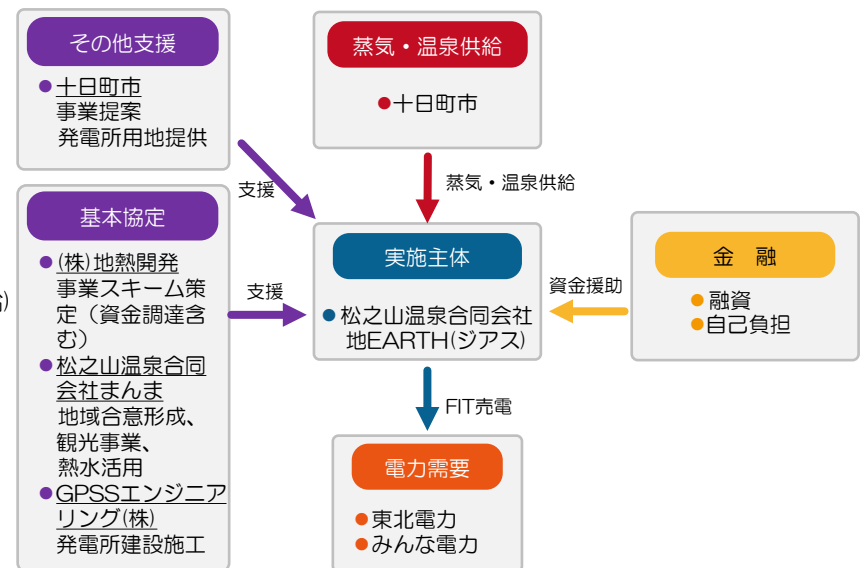 その他支援
●十日町市
事業提案
発電所用地提供
蒸気・温泉供給
●十日町市
支援
蒸気・温泉供給
基本協定
●(株)地熱開発
事業スキーム策
定（資金調達含
む）
●松之山温泉合同
会社まんま
地域合意形成、
観光事業、
熱水活用
●GPSSエンジニア
リング(株)
発電所建設施工
支援
実施主体
●松之山温泉合同会社
地EARTH(ジアス)
資金援助
金　融
●融資
●自己負担
FIT売電
電力需要
●東北電力
●みんな電力